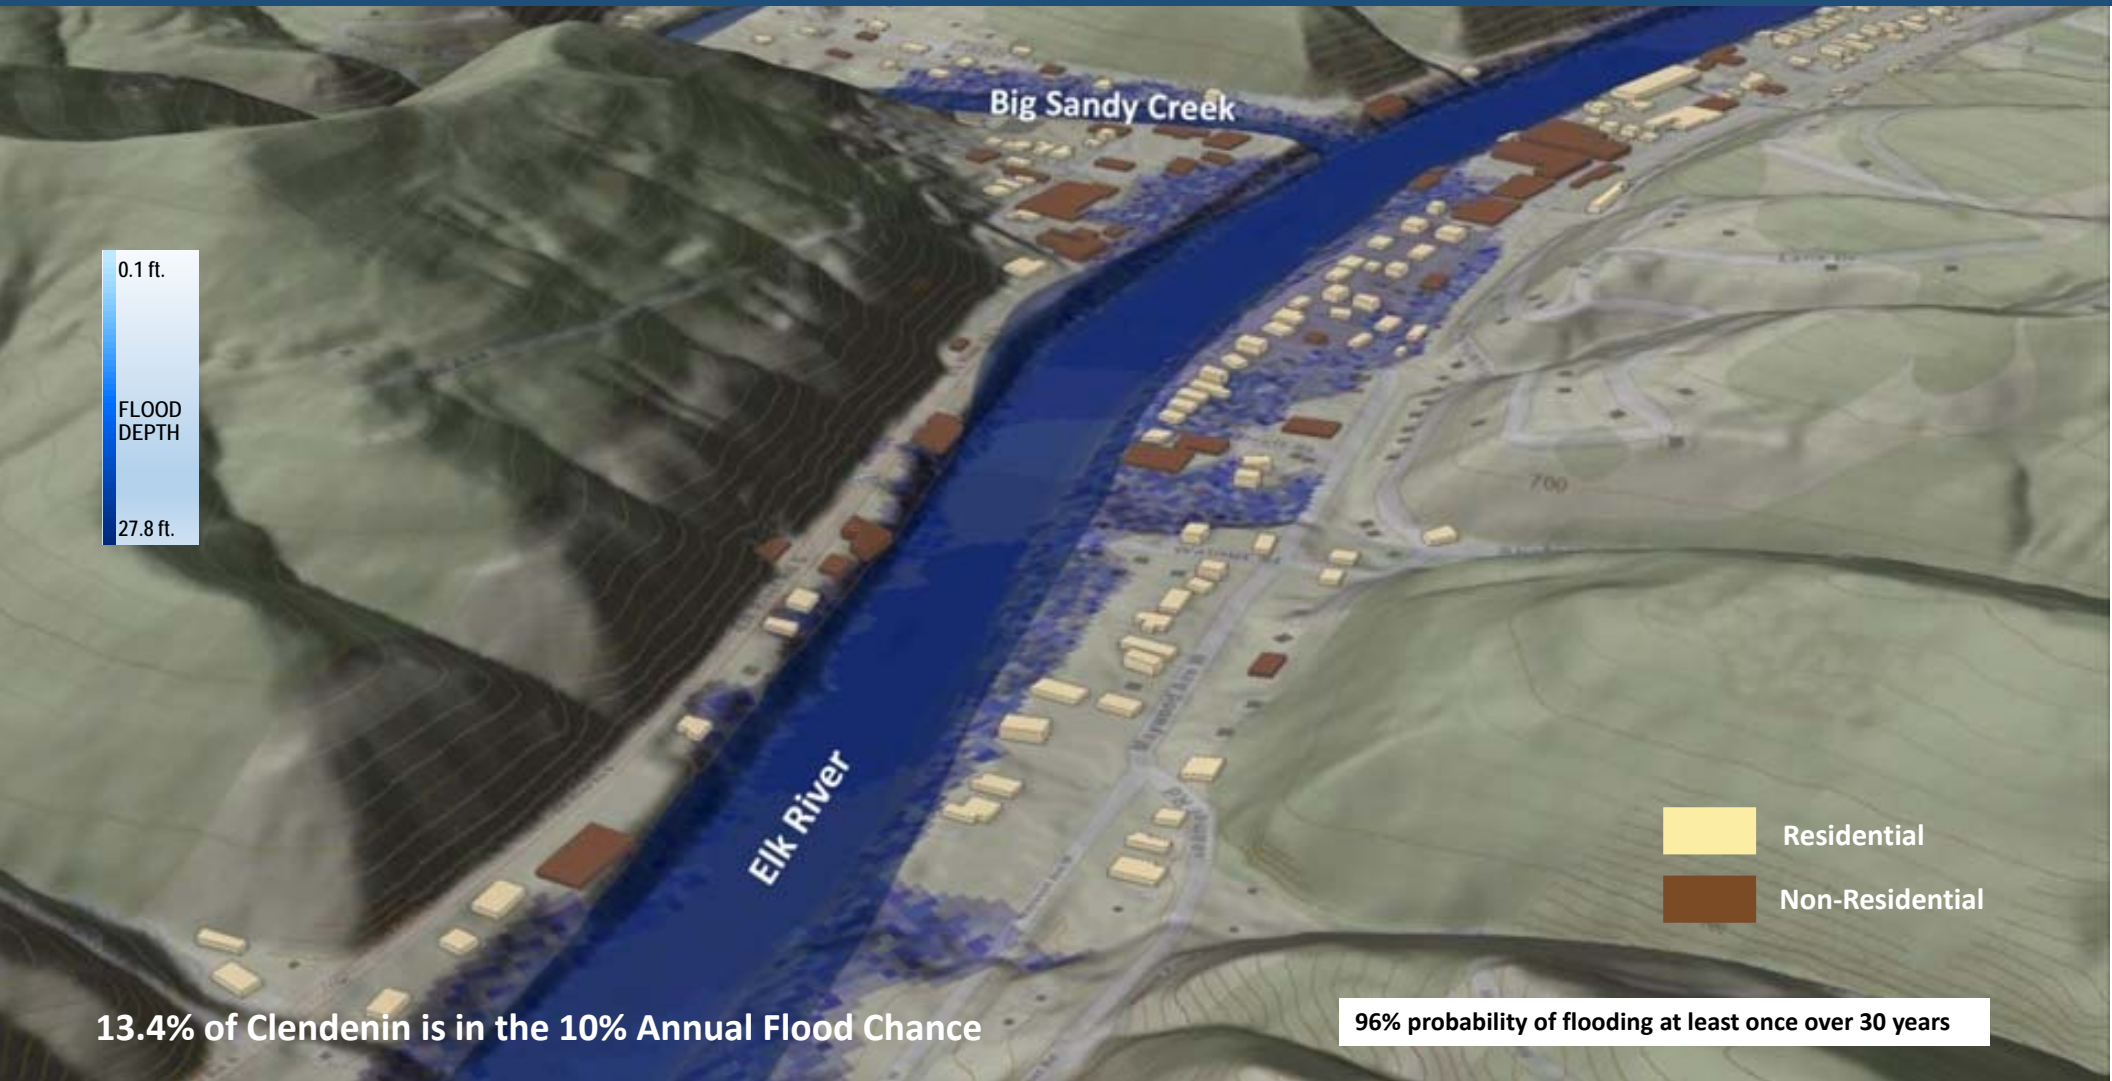 Big Sandy Creek
0.1 ft.
FLOOD
DEPTH
27.8 ft.
700
Elk River
Residential
Non-Residential
13.4% of Clendenin is in the 10% Annual Flood Chance
96% probability of flooding at least once over 30 years